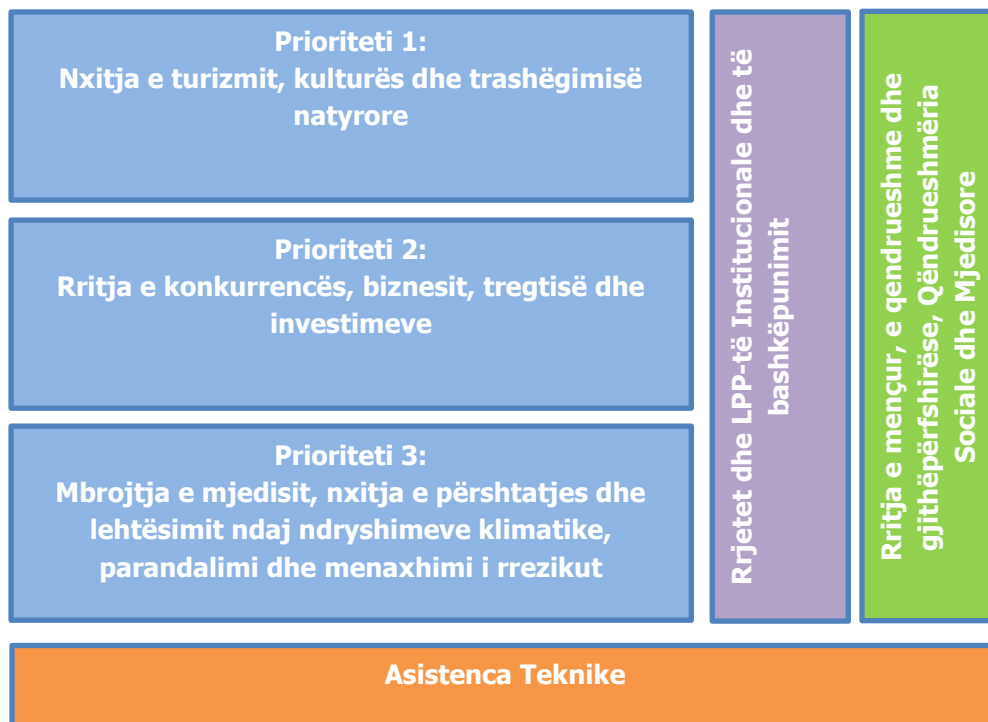 Prioriteti 1:
Nxitja e turizmit, kulturës dhe trashëgimisë
natyrore
Prioriteti 2:
Rritja e konkurrencës, biznesit, tregtisë dhe
investimeve
Prioriteti 3:
Mbrojtja e mjedisit, nxitja e përshtatjes dhe
lehtësimit ndaj ndryshimeve klimatike,
parandalimi dhe menaxhimi i rrezikut
Rrjetet dhe LPP-të Institucionale dhe të
bashkëpunimit
Rritja e mençur, e qendrueshme dhe
gjithëpërfshirëse, Qëndrueshmëria
Sociale dhe Mjedisore
Asistenca Teknike